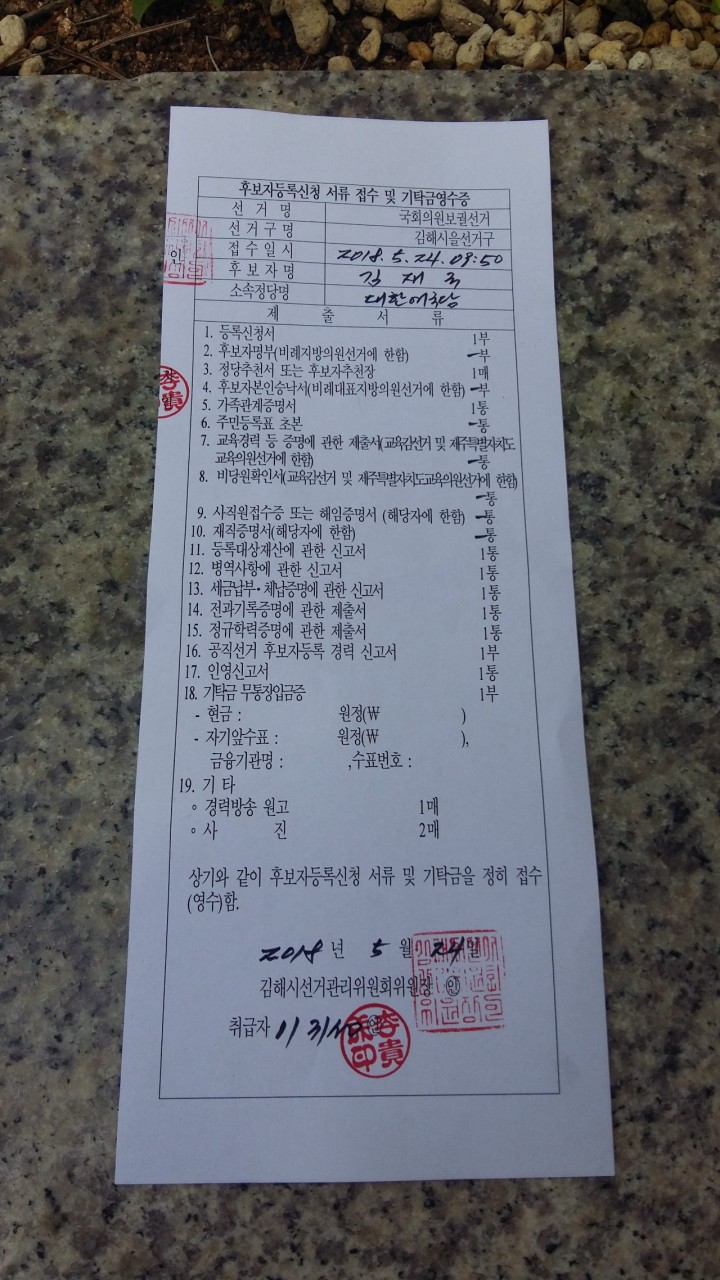 후보자등록신청 서류 접수 및 기탁금영수증
선 거 명 국회의원보궐선거
선 거 구 명 김해시을선거구
접 수 일 시 2018. 5. 24. 09:50
후 보 자 명 김 재 국
소속정당명 대한애국당
제 출 서 류
1. 등록신청서 1부
2. 후보자명부(비례지방의원선거에 한함) 부
3. 정당추천서 또는 후보자추천장 1매
4. 후보자본인승낙서(비례대표지방의원선거에 한함) 부
5. 가족관계증명서 1통
6. 주민등록표 초본 통
7. 교육경력 등 증명에 관한 제출서(교육감선거 및 제주특별자치도
교육의원선거에 한함) 통
8. 비당원확인서(교육감선거 및 제주특별자치도교육의원선거에 한함)
통
9. 사직원접수증 또는 해임증명서 (해당자에 한함) 통
10. 재직증명서(해당자에 한함) 통
11. 등록대상재산에 관한 신고서 1통
12. 병역사항에 관한 신고서 1통
13. 세금납부·체납증명에 관한 신고서 1통
14. 전과기록증명에 관한 제출서 1통
15. 정규학력증명에 관한 제출서 1통
16. 공직선거 후보자등록 경력 신고서 1부
17. 인영신고서 1통
18. 기탁금 무통장입금증 1부
- 현금 : 원정(₩ )
- 자기앞수표 : 원정(₩ ),
금융기관명 : ,수표번호 :
19. 기 타
◦ 경력방송 원고 1매
◦ 사 진 2매
상기와 같이 후보자등록신청 서류 및 기탁금을 정히 접수
(영수)함.
2018 년 5 월 24 일
김해시선거관리위원회위원장 ㊞
취급자